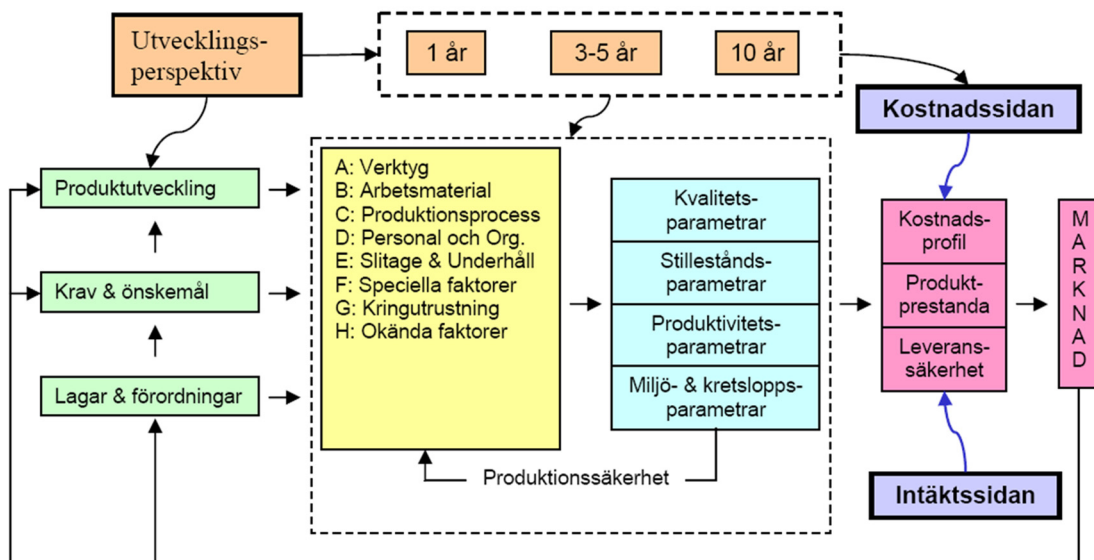 Utvecklings-
perspektiv
1 år
3-5 år
10 år
Kostnadssidan
Produktutveckling
Krav & önskemål
Lagar & förordningar
A: Verktyg
B: Arbetsmaterial
C: Produktionsprocess
D: Personal och Org.
E: Slitage & Underhåll
F: Speciella faktorer
G: Kringutrustning
H: Okända faktorer
Kvalitets-
parametrar
Stillestånds-
parametrar
Produktivitets-
parametrar
Miljö- & kretslopps-
parametrar
Produktionssäkerhet
Kostnads-
profil
Produkt-
prestanda
Leverans-
säkerhet
MARKNAD
Intäktssidan